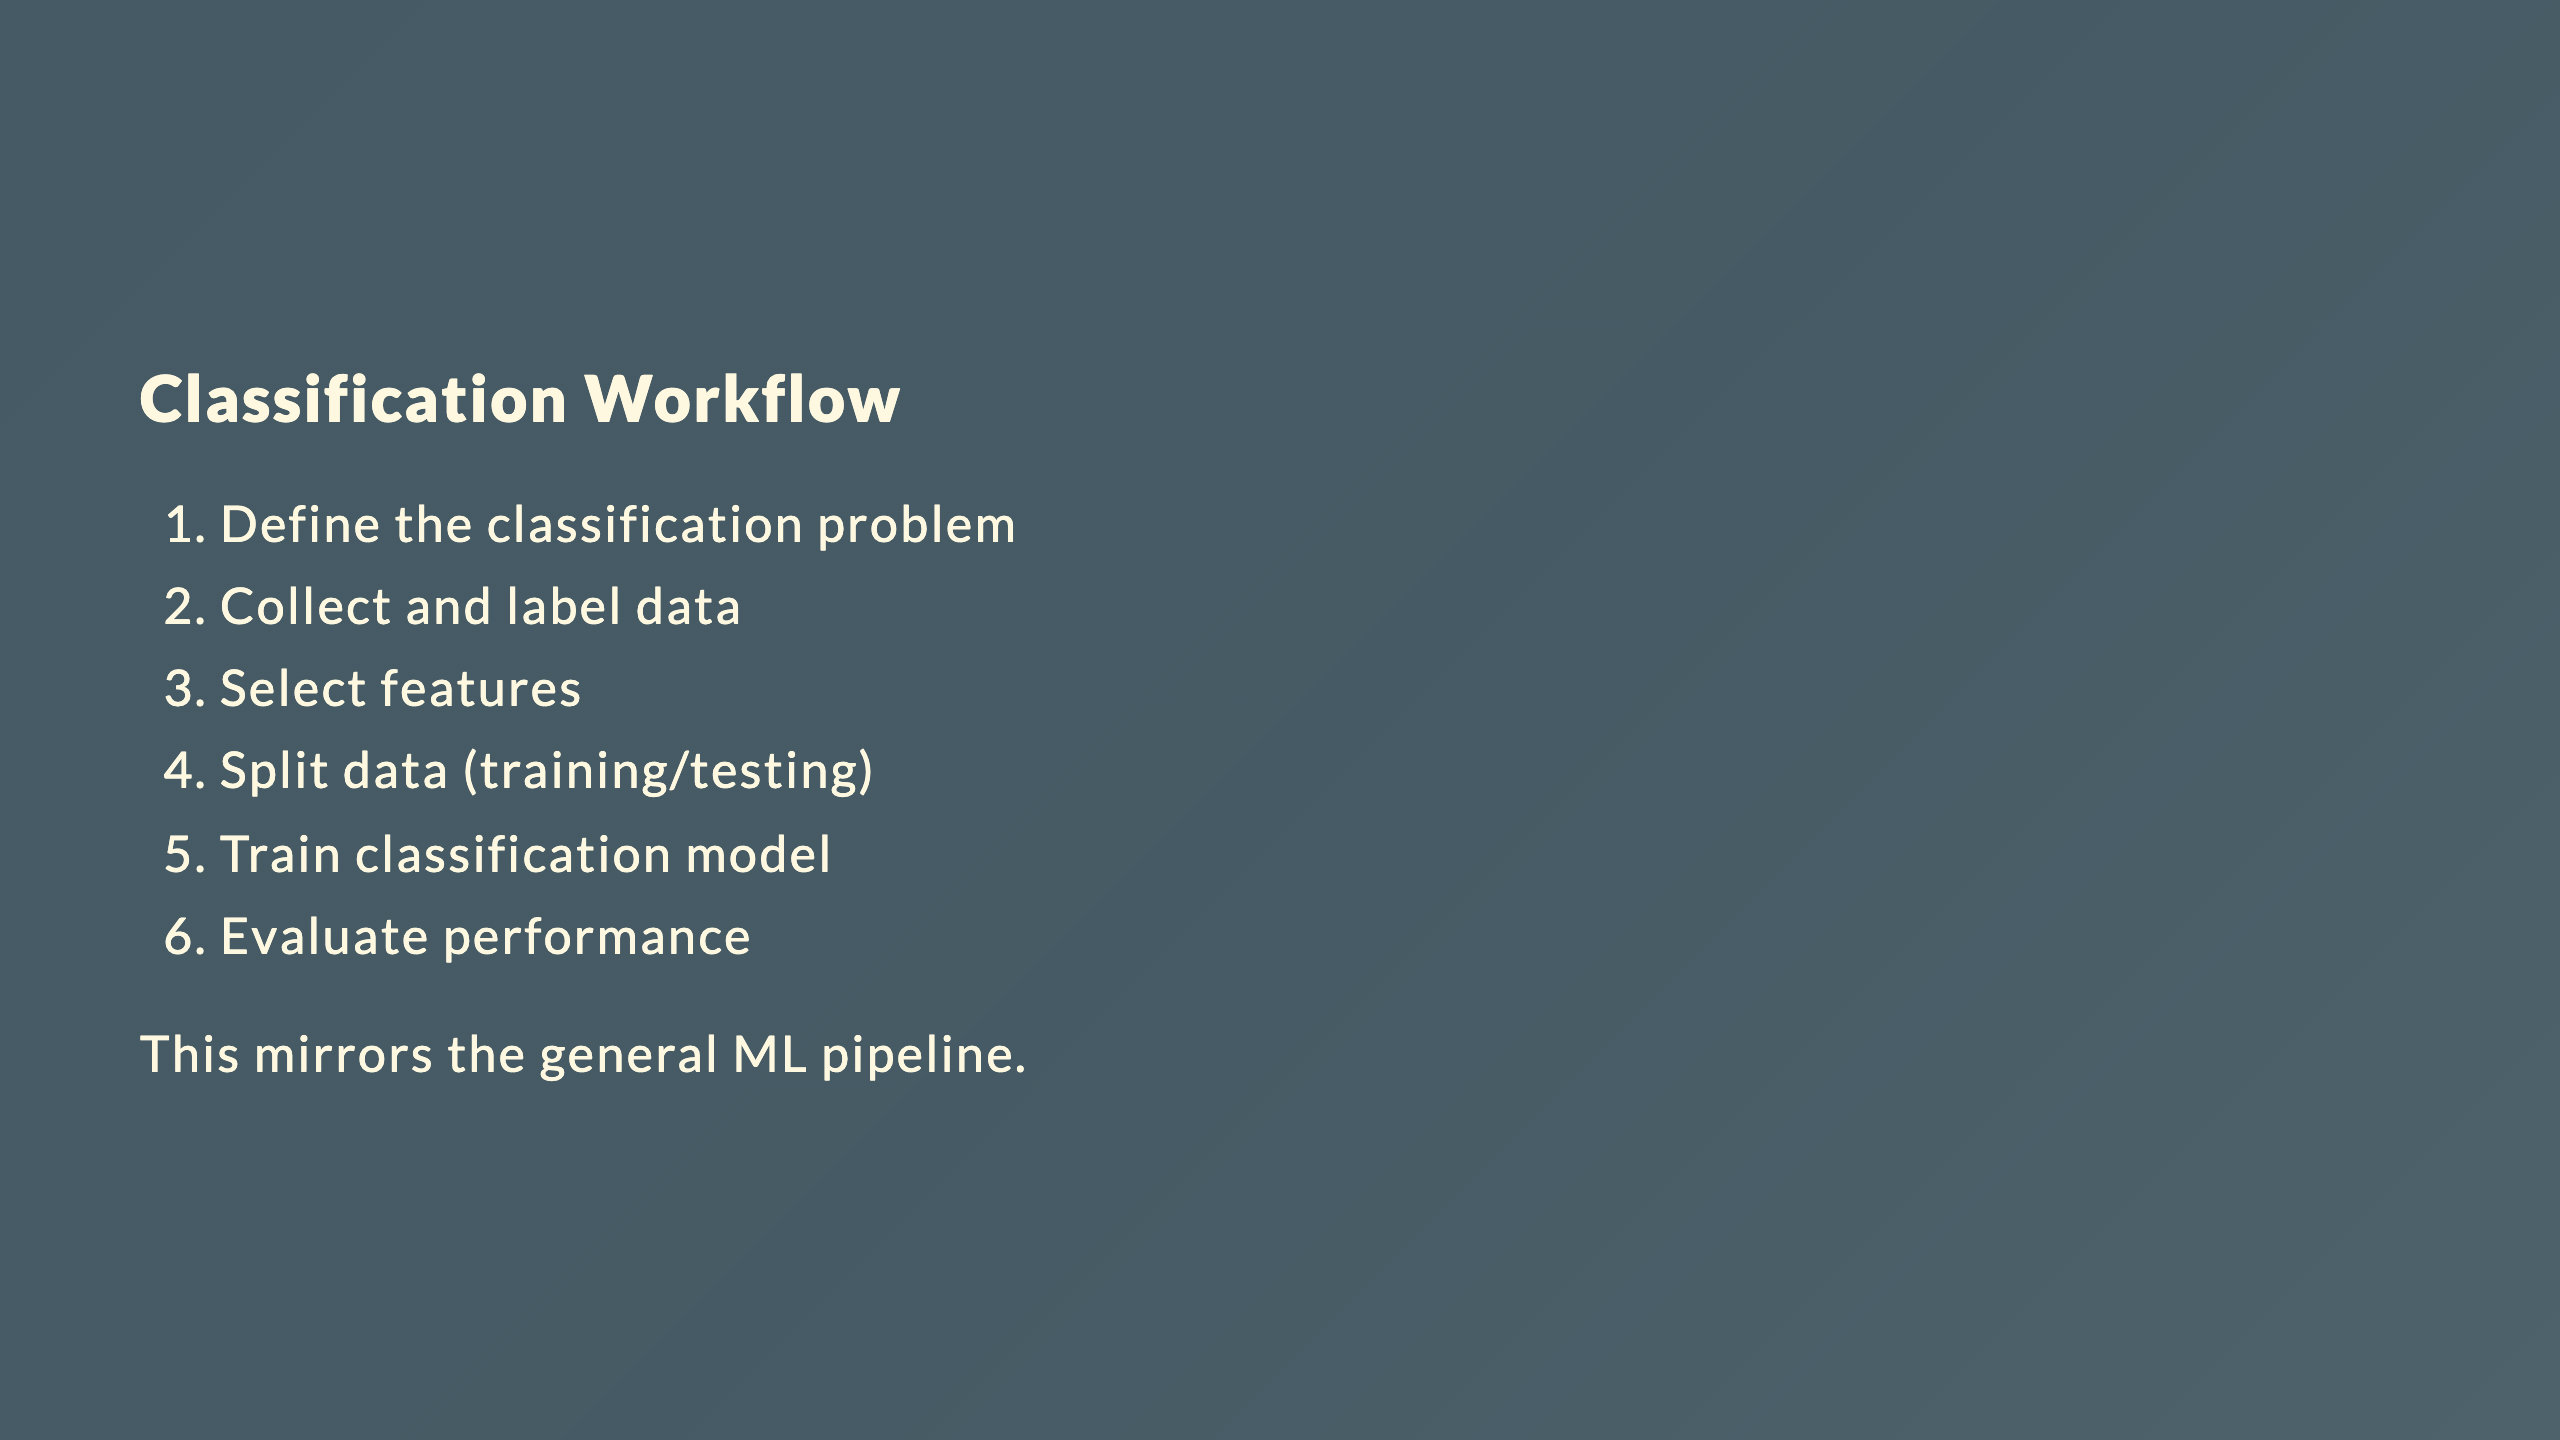 Classification Workflow
1. Define the classification problem
2. Collect and label data
3. Select features
4. Split data (training/testing)
5. Train classification model
6. Evaluate performance
This mirrors the general ML pipeline.